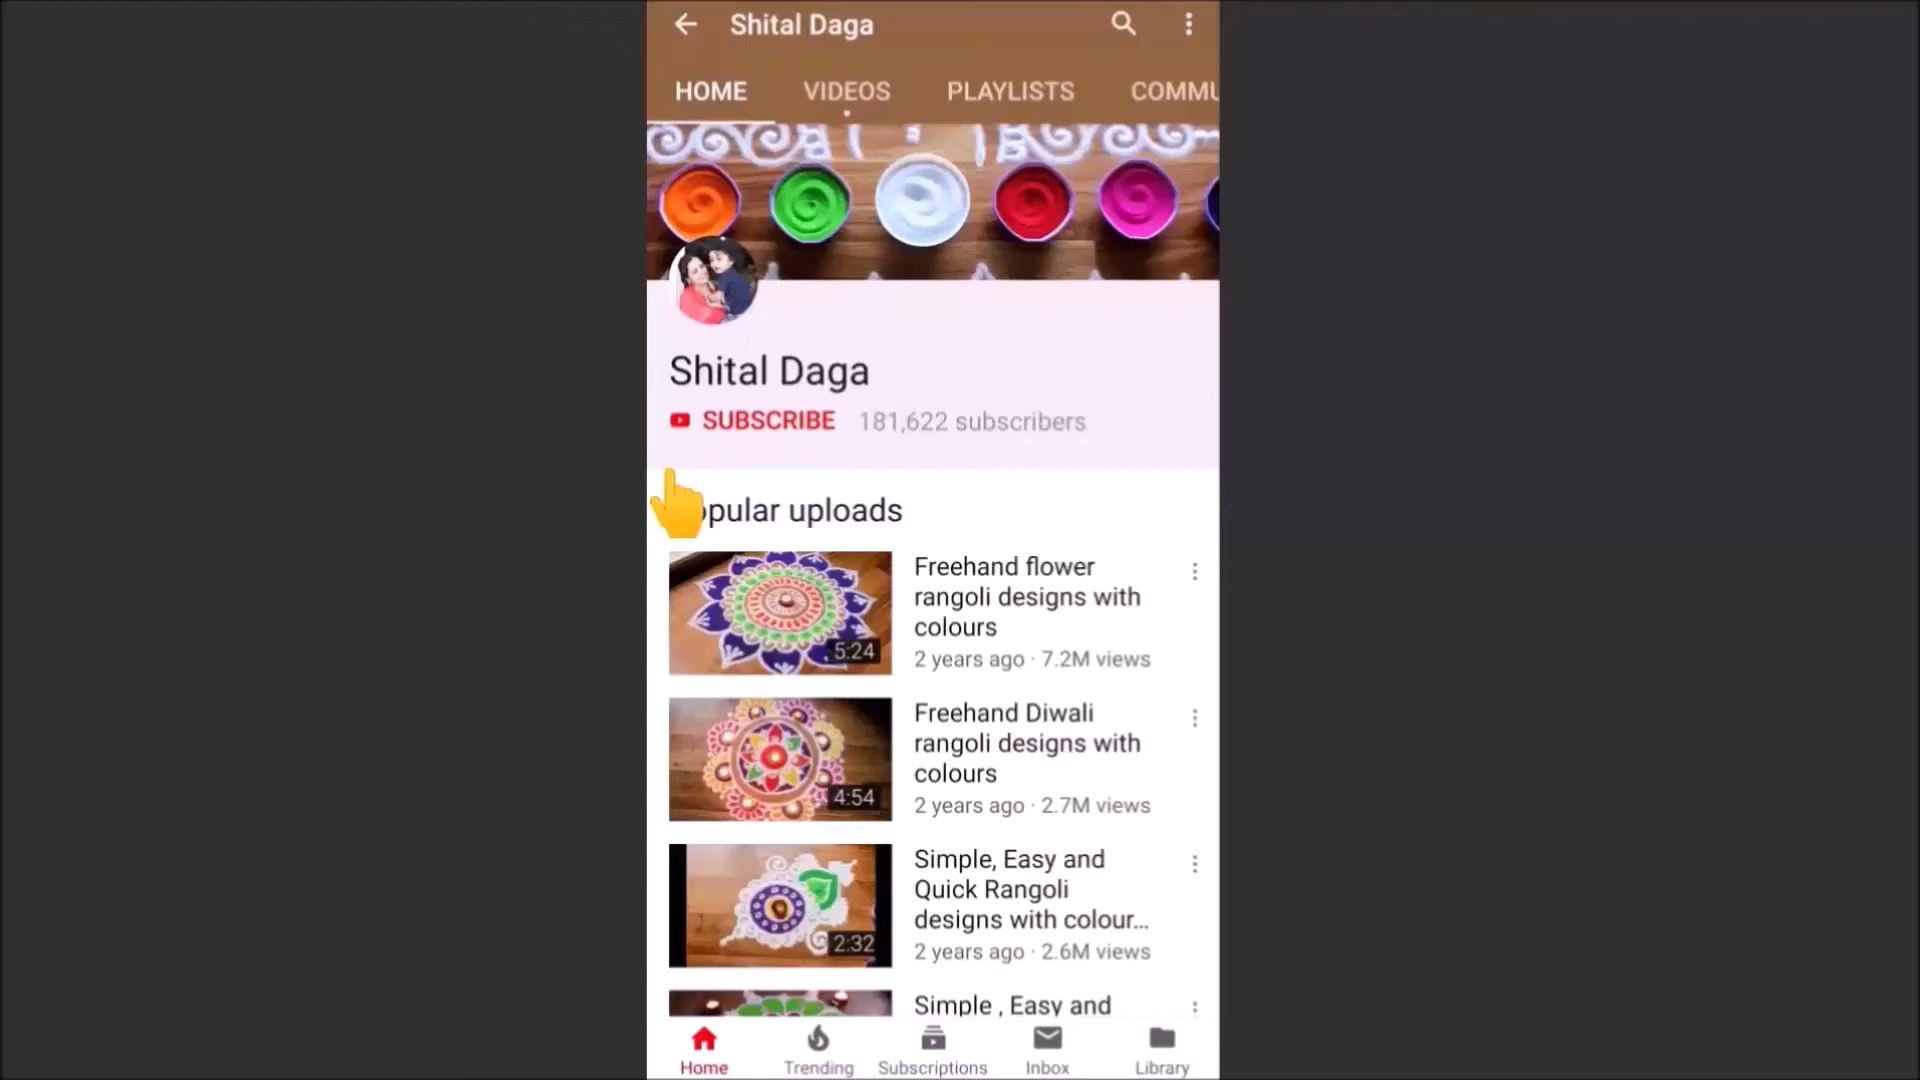 Shital Daga
HOME VIDEOS PLAYLISTS COMMU
Shital Daga
SUBSCRIBE 181,622 subscribers
opular uploads
Freehand flower
rangoli designs with
colours
2 years ago · 7.2M views
5:24
Freehand Diwali
rangoli designs with
colours
2 years ago · 2.7M views
4:54
Simple, Easy and
Quick Rangoli
designs with colour...
2 years ago · 2.6M views
2:32
Simple , Easy and
Home Trending Subscriptions Inbox Library